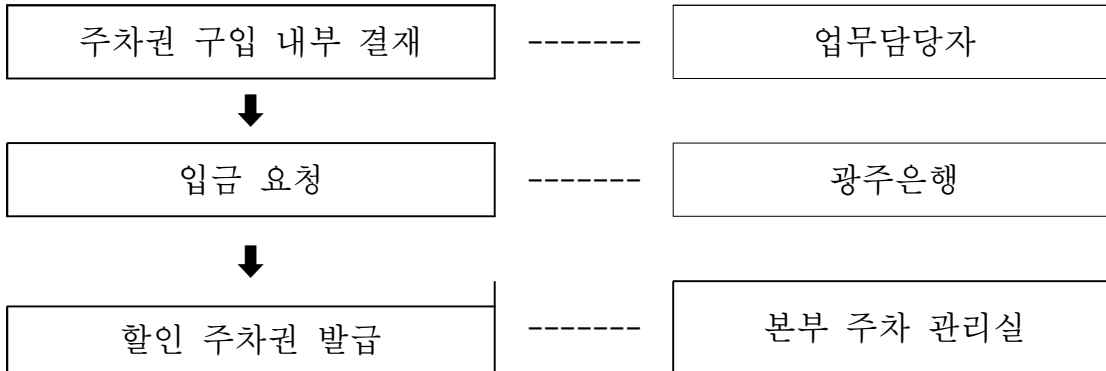 주차권 구입 내부 결재 ------- 업무담당자
입금 요청 ------- 광주은행
할인 주차권 발급 ------- 본부 주차 관리실